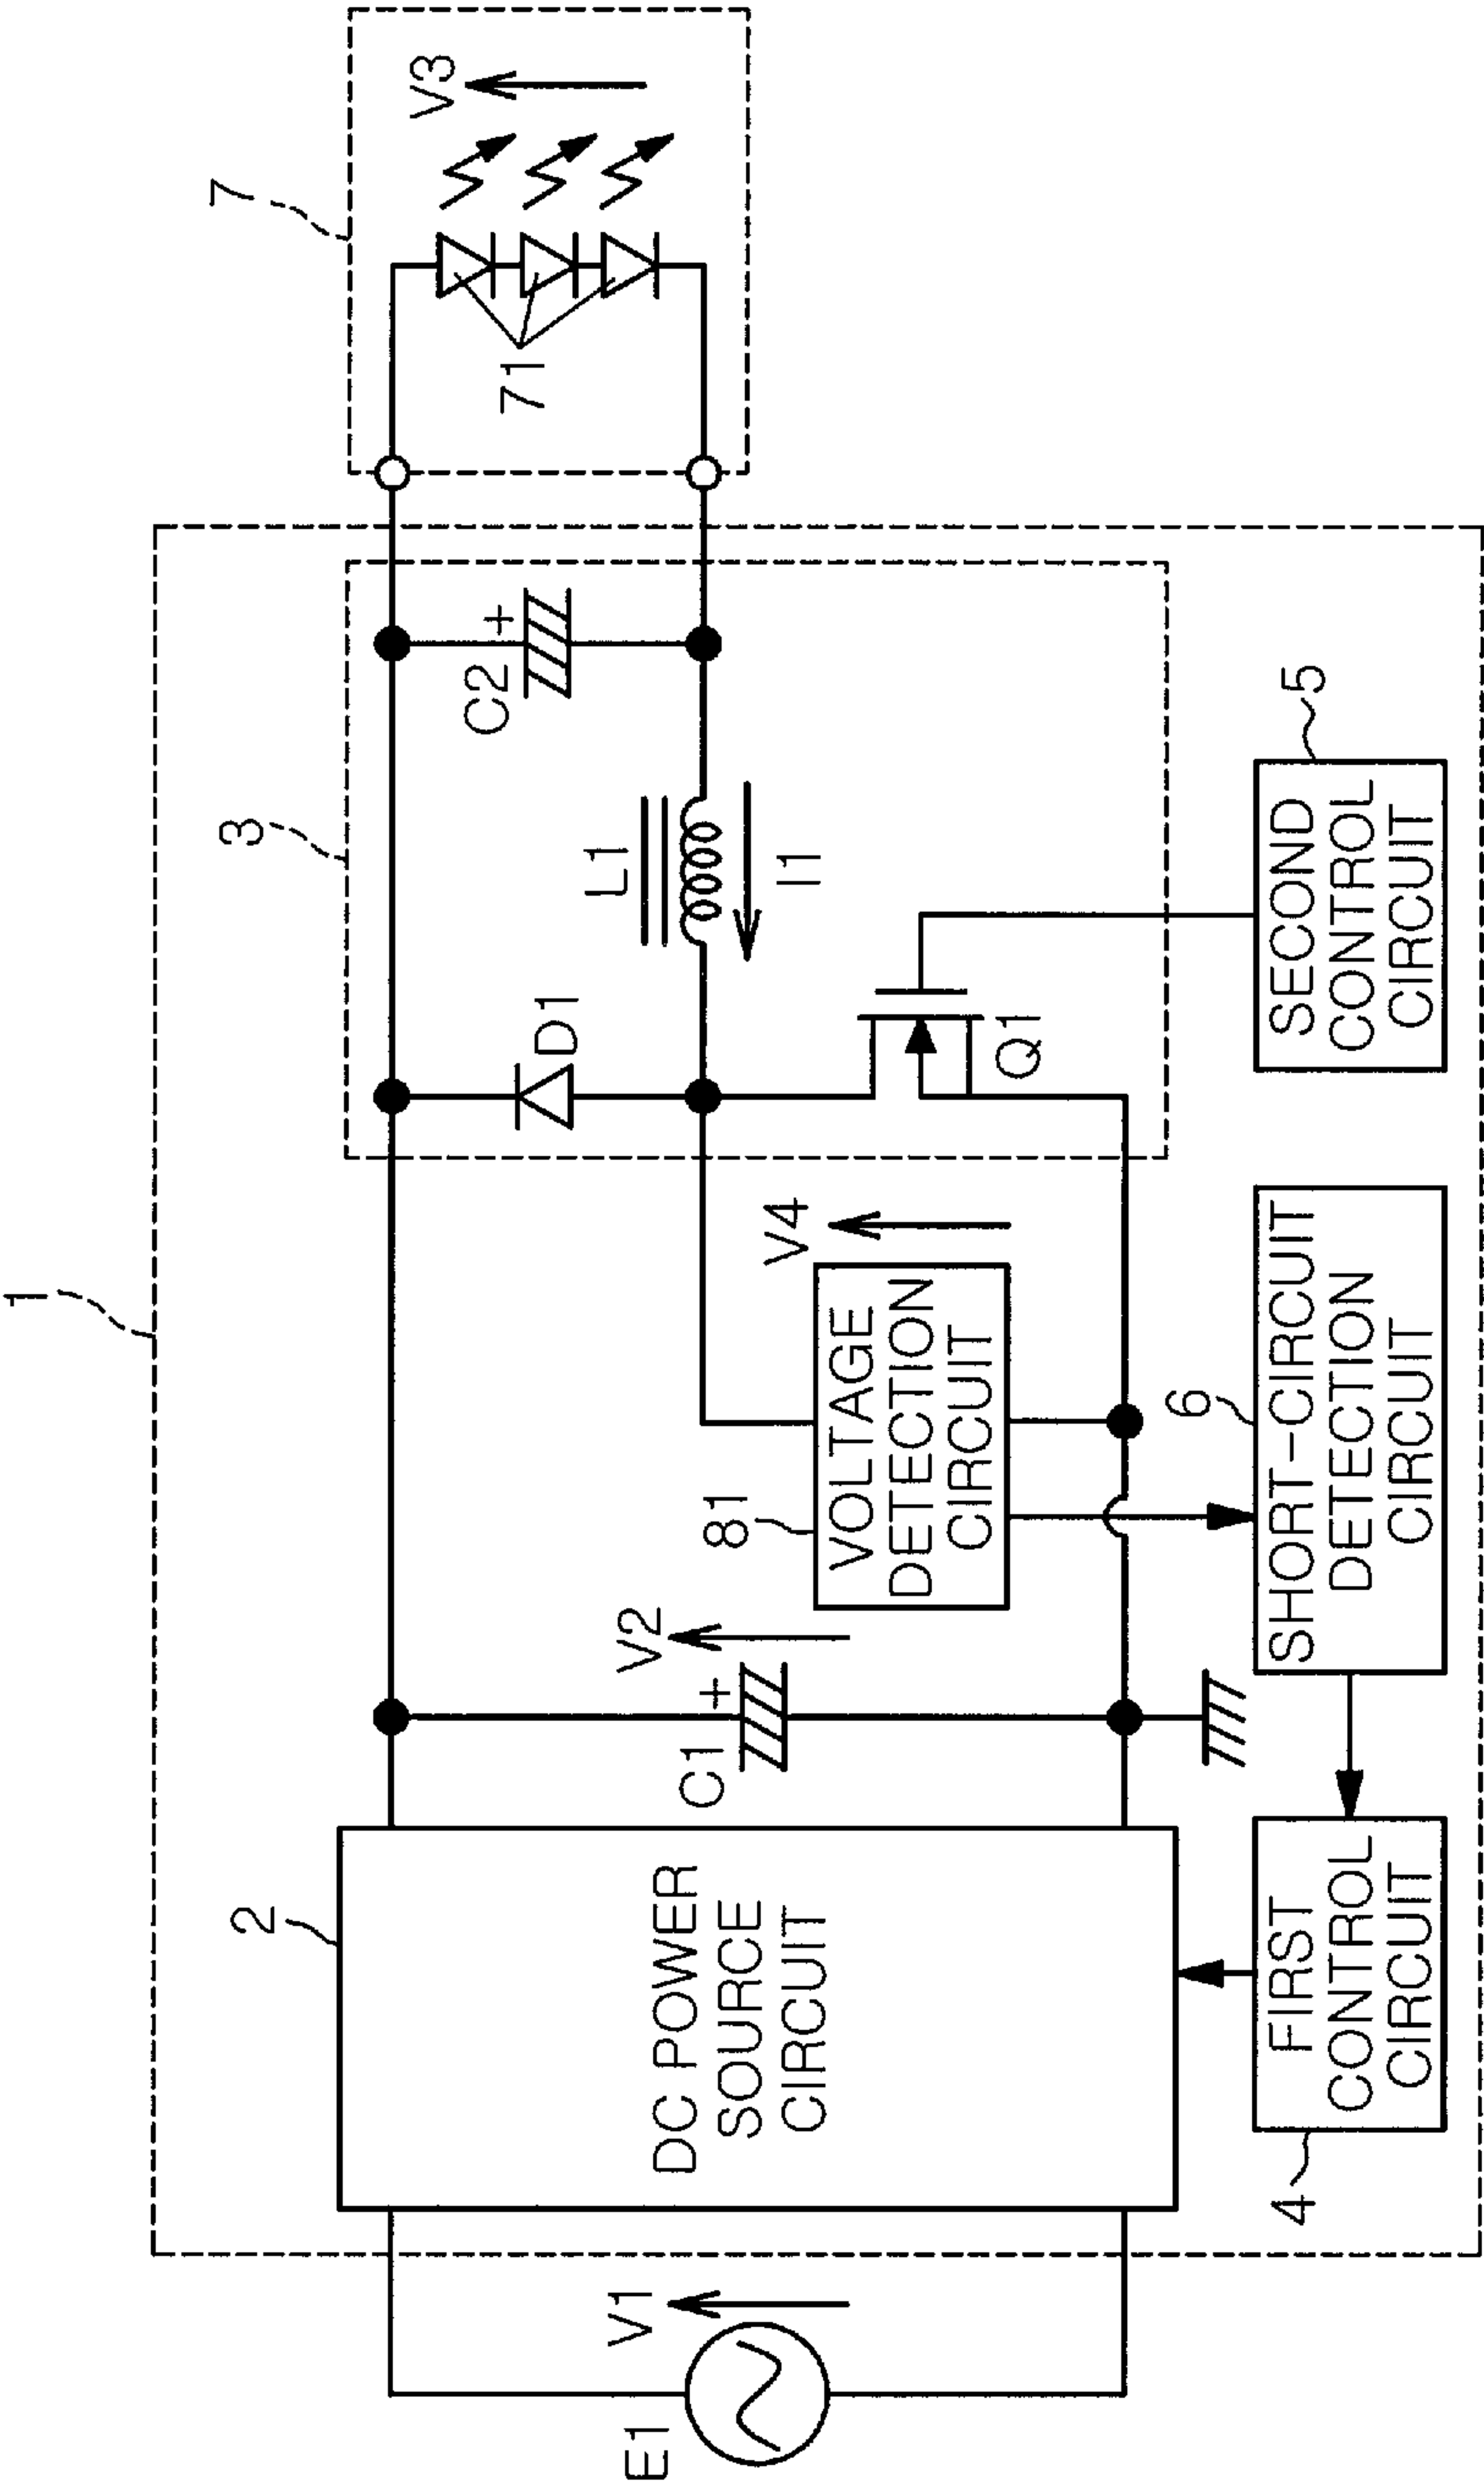 1
7
V3
71
3
C2
+
L1
I1
D1
Q1
SECOND
CONTROL
CIRCUIT
5
V4
81
VOLTAGE
DETECTION
CIRCUIT
6
SHORT-CIRCUIT
DETECTION
CIRCUIT
V2
C1
+
2
DC POWER
SOURCE
CIRCUIT
FIRST
CONTROL
CIRCUIT
4
V1
E1